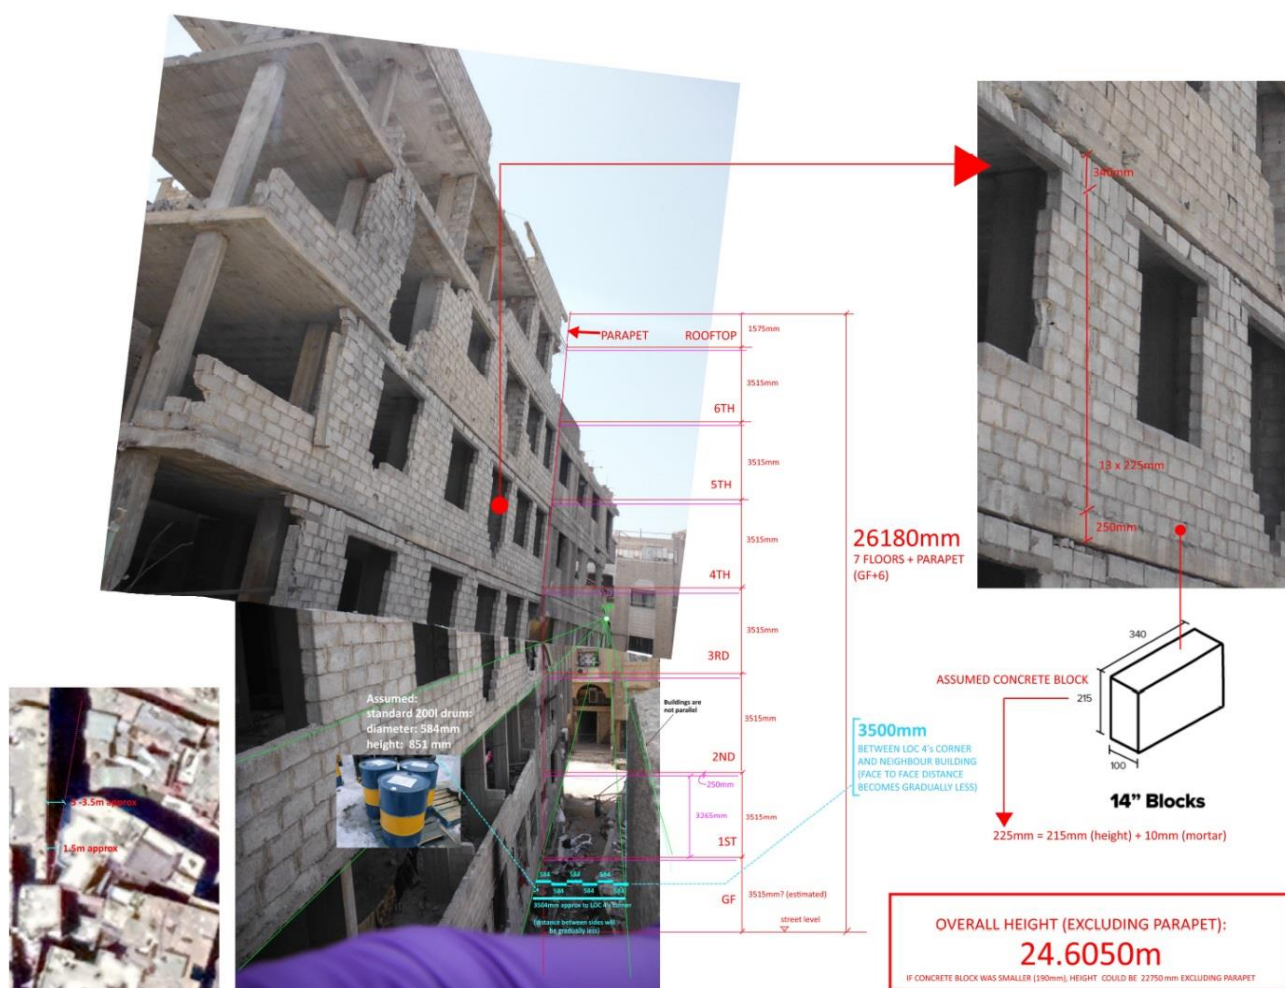 340mm
13 x 225mm
250mm
PARAPET
ROOFTOP
1575mm
6TH
3515mm
5TH
3515mm
4TH
3515mm
3RD
3515mm
2ND
3515mm
250mm
3265mm
1ST
3515mm
GF
3515mm? (estimated)
street level
26180mm
7 FLOORS + PARAPET
(GF+6)
Buildings are
not parallel
Assumed:
standard 200l drum:
diameter: 584mm
height: 851 mm
3500mm
BETWEEN LOC 4's CORNER
AND NEIGHBOUR BUILDING
(FACE TO FACE DISTANCE
BECOMES GRADUALLY LESS)
584 584 584
584 584 584
3504mm approx to LOC 4's corner
(distance between sides will
be gradually less)
3 -3.5m approx
1.5m approx
ASSUMED CONCRETE BLOCK
340
215
100
14” Blocks
225mm = 215mm (height) + 10mm (mortar)
OVERALL HEIGHT (EXCLUDING PARAPET):
24.6050m
IF CONCRETE BLOCK WAS SMALLER (190mm), HEIGHT COULD BE 22750mm EXCLUDING PARAPET